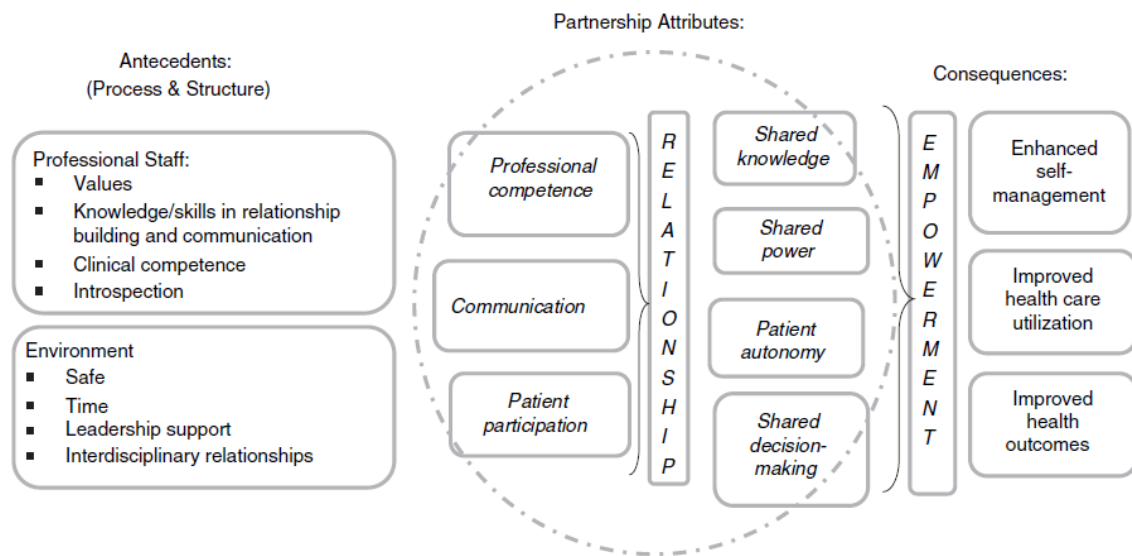 Partnership Attributes:
Antecedents:
(Process & Structure)
Consequences:
Professional Staff:
▪ Values
▪ Knowledge/skills in relationship
building and communication
▪ Clinical competence
▪ Introspection
Environment
▪ Safe
▪ Time
▪ Leadership support
▪ Interdisciplinary relationships
Professional
competence
Communication
Patient
participation
R
E
L
A
T
I
O
N
S
H
I
P
Shared
knowledge
Shared
power
Patient
autonomy
Shared
decision-
making
E
M
P
O
W
E
R
M
E
N
T
Enhanced
self-
management
Improved
health care
utilization
Improved
health
outcomes